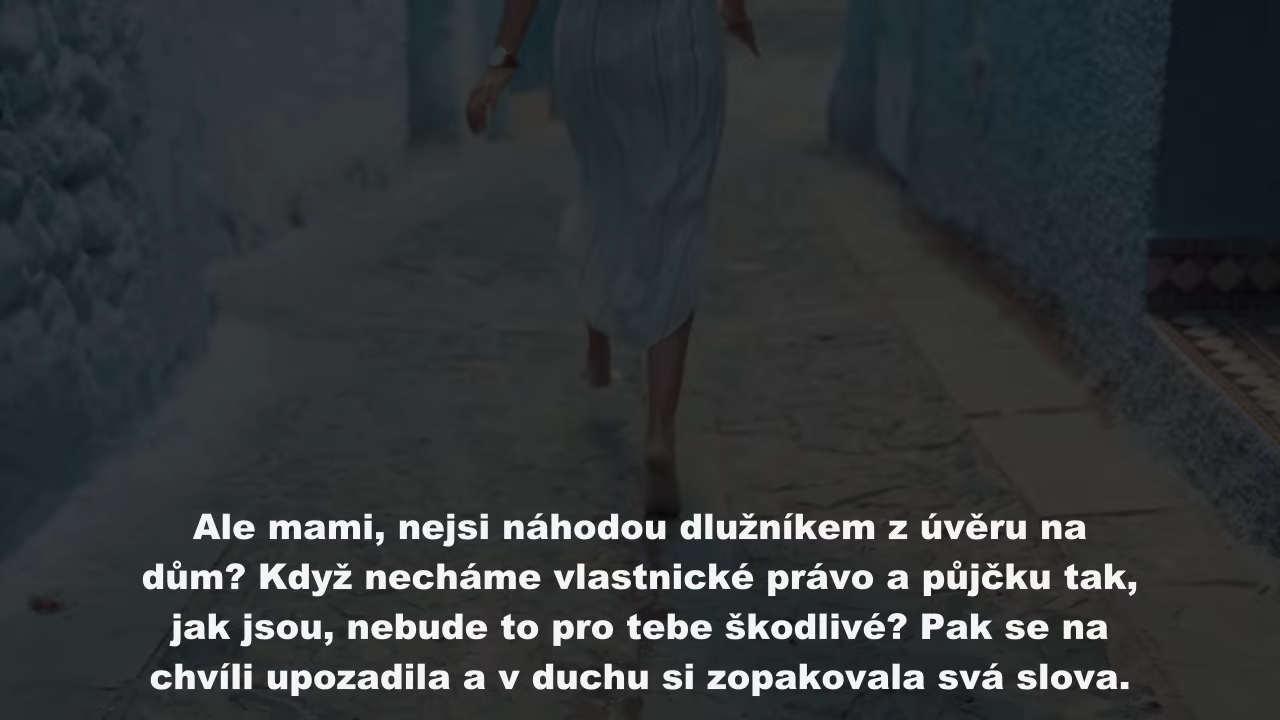 Ale mami, nejsi náhodou dlužníkem z úvěru na
dům? Když necháme vlastnické právo a půjčku tak,
jak jsou, nebude to pro tebe škodlivé? Pak se na
chvíli upozadila a v duchu si zopakovala svá slova.